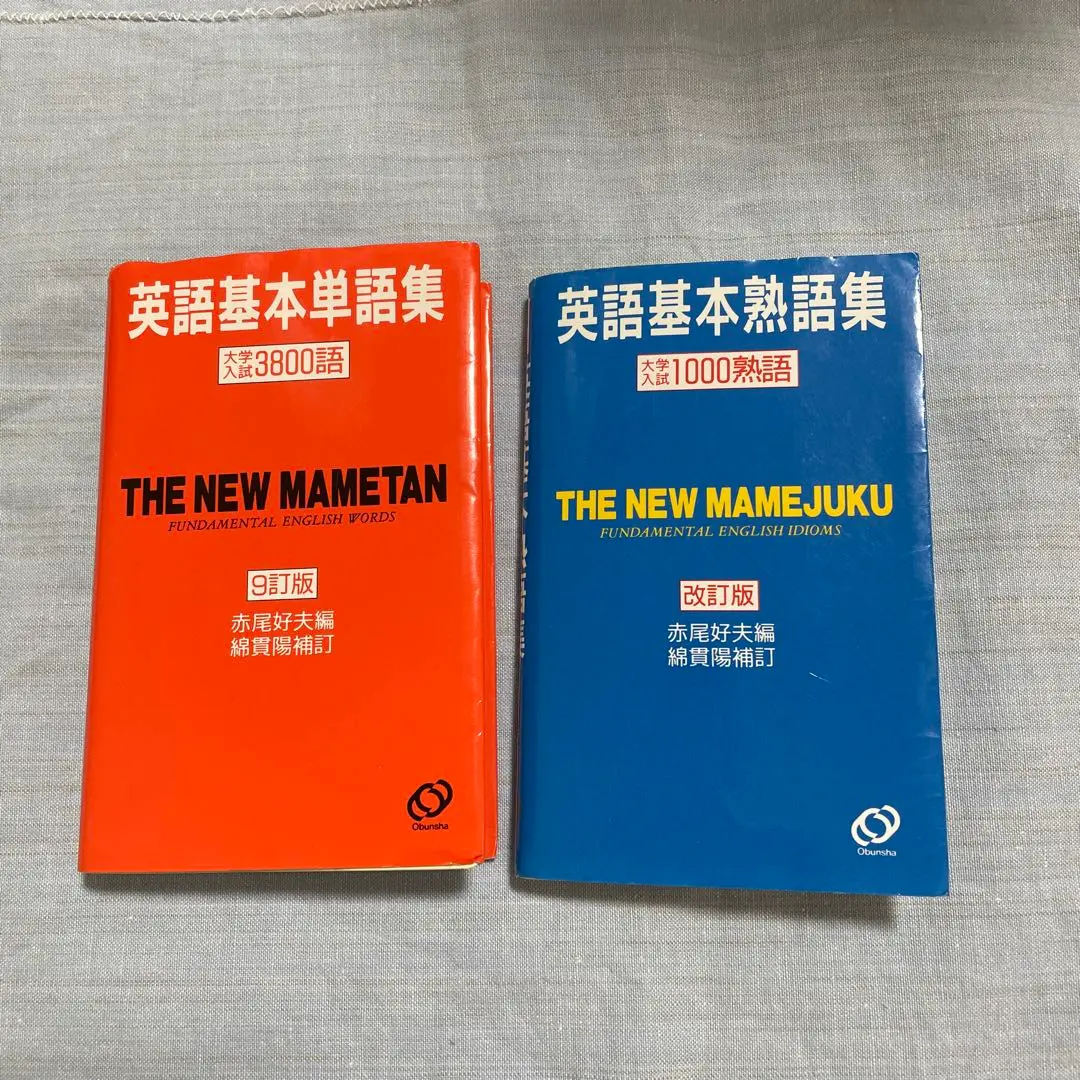 英語基本単語集
大学入試3800語
THE NEW MAMETAN
FUNDAMENTAL ENGLISH WORDS
9訂版
赤尾好夫編
綿貫陽補訂
Obunsha
英語基本熟語集
大学入試1000熟語
THE NEW MAMEJUKU
FUNDAMENTAL ENGLISH IDIOMS
改訂版
赤尾好夫編
綿貫陽補訂
Obunsha